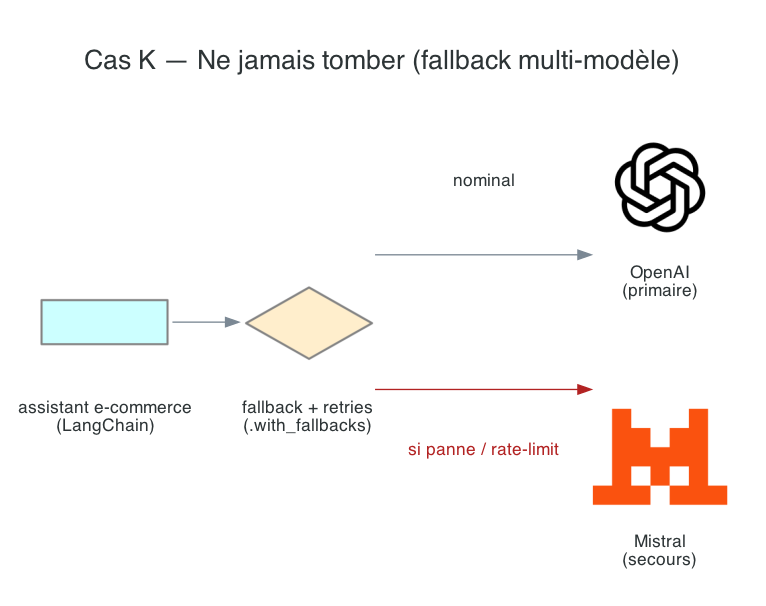 Cas K — Ne jamais tomber (fallback multi-modèle)
nominal
OpenAI
(primaire)
assistant e-commerce
(LangChain)
fallback + retries
(.with_fallbacks)
si panne / rate-limit
Mistral
(secours)